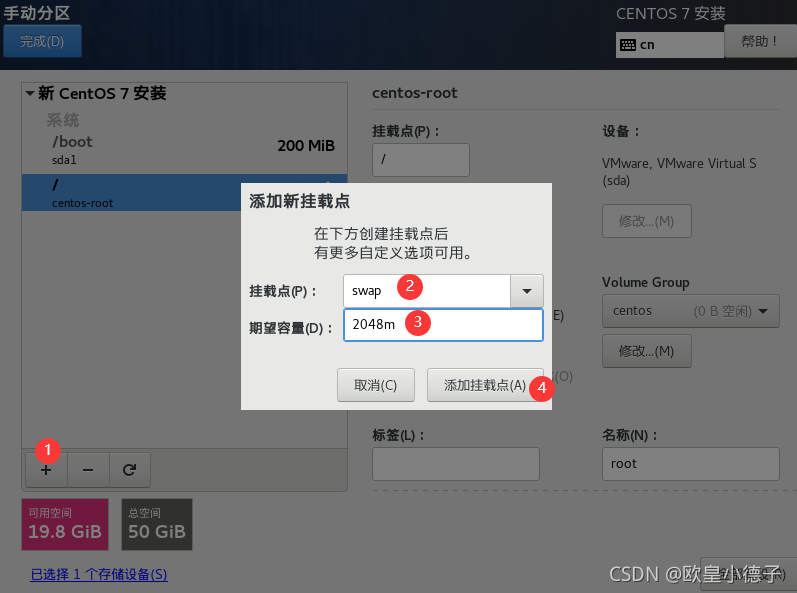 手动分区
CENTOS 7 安装
完成(D)
cn
帮助！
新 CentOS 7 安装
系统
/boot
sda1
200 MiB
/
centos-root
centos-root
挂载点(P)：
/
设备：
VMware, VMware Virtual S
(sda)
修改...(M)
Volume Group
centos
(0 B 空闲)
修改...(M)
E)
(O)
添加新挂载点
在下方创建挂载点后
有更多自定义选项可用。
挂载点(P)：
swap
2
期望容量(D)：
2048m
3
取消(C)
添加挂载点(A)
4
标签(L)：
名称(N)：
root
1
+
−
可用空间
19.8 GiB
总空间
50 GiB
已选择 1 个存储设备(S)
CSDN @欧皇小德子